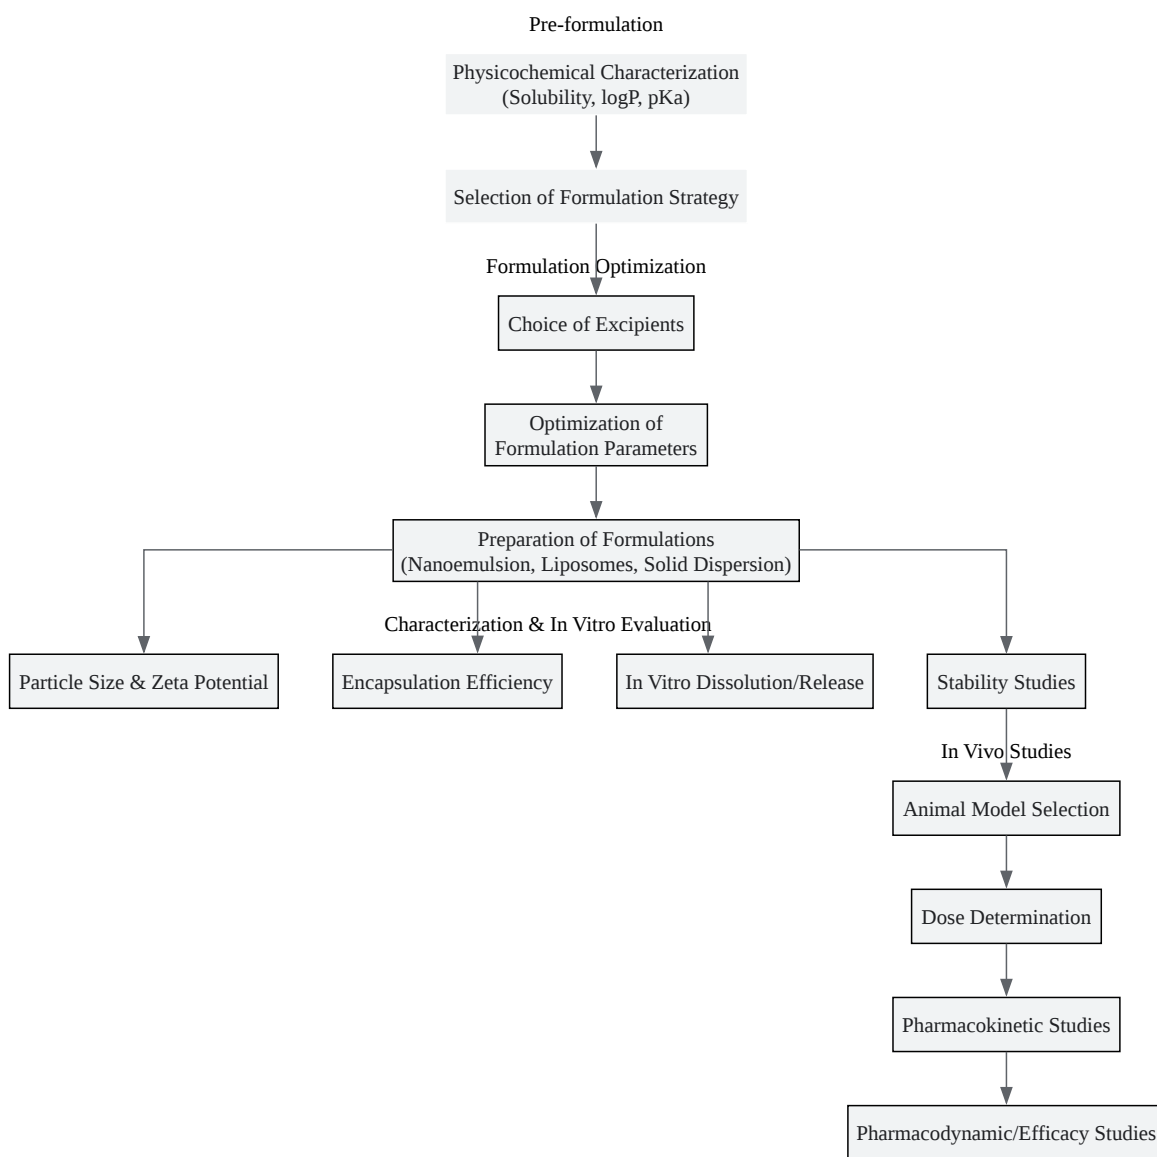 Pre-formulation
Physicochemical Characterization
(Solubility, logP, pKa)
Selection of Formulation Strategy
Formulation Optimization
Choice of Excipients
Optimization of
Formulation Parameters
Preparation of Formulations
(Nanoemulsion, Liposomes, Solid Dispersion)
Characterization & In Vitro Evaluation
Particle Size & Zeta Potential
Encapsulation Efficiency
In Vitro Dissolution/Release
Stability Studies
In Vivo Studies
Animal Model Selection
Dose Determination
Pharmacokinetic Studies
Pharmacodynamic/Efficacy Studies